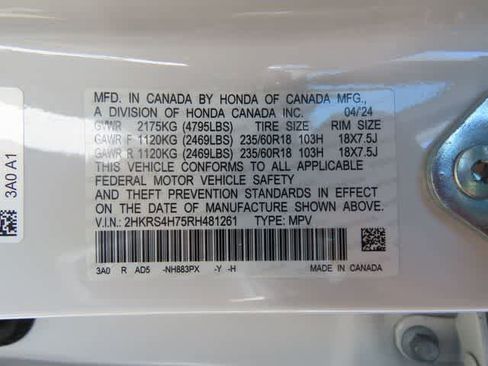 MFD. IN CANADA BY HONDA OF CANADA MFG.,
A DIVISION OF HONDA CANADA INC. 04/24
GVWR 2175KG (4795LBS) TIRE SIZE RIM SIZE
GAWR F 1120KG (2469LBS) 235/60R18 103H 18X7.5J
GAWR R 1120KG (2469LBS) 235/60R18 103H 18X7.5J
THIS VEHICLE CONFORMS TO ALL APPLICABLE
FEDERAL MOTOR VEHICLE SAFETY
AND THEFT PREVENTION STANDARDS IN EFFECT
ON THE DATE OF MANUFACTURE SHOWN ABOVE.
V.I.N.: 2HKRS4H75RH481261 TYPE: MPV
3A0 R AD5 -NH883PX -Y -H MADE IN CANADA
3A0 A1